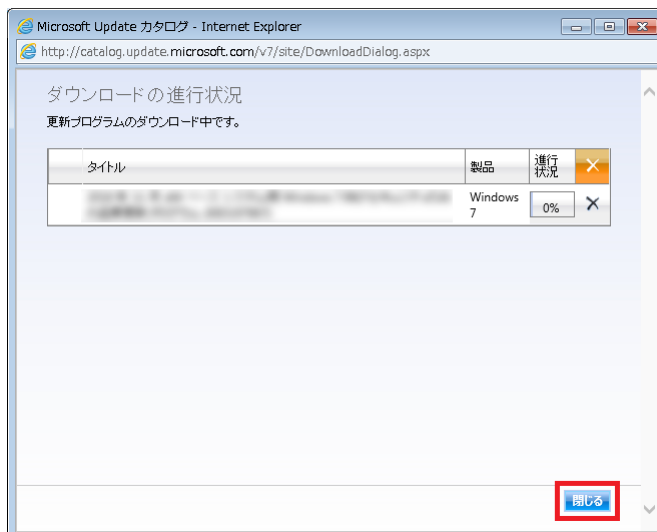 Microsoft Update カタログ - Internet Explorer
http://catalog.update.microsoft.com/v7/site/DownloadDialog.aspx
ダウンロードの進行状況
更新プログラムのダウンロード中です。
タイトル 製品 進行
状況
Windows
7 0%
閉じる